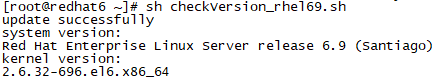 [root@redhat6 ~]# sh checkVersion_rhel69.sh
update successfully
system version:
Red Hat Enterprise Linux Server release 6.9 (Santiago)
kernel version:
2.6.32-696.el6.x86_64